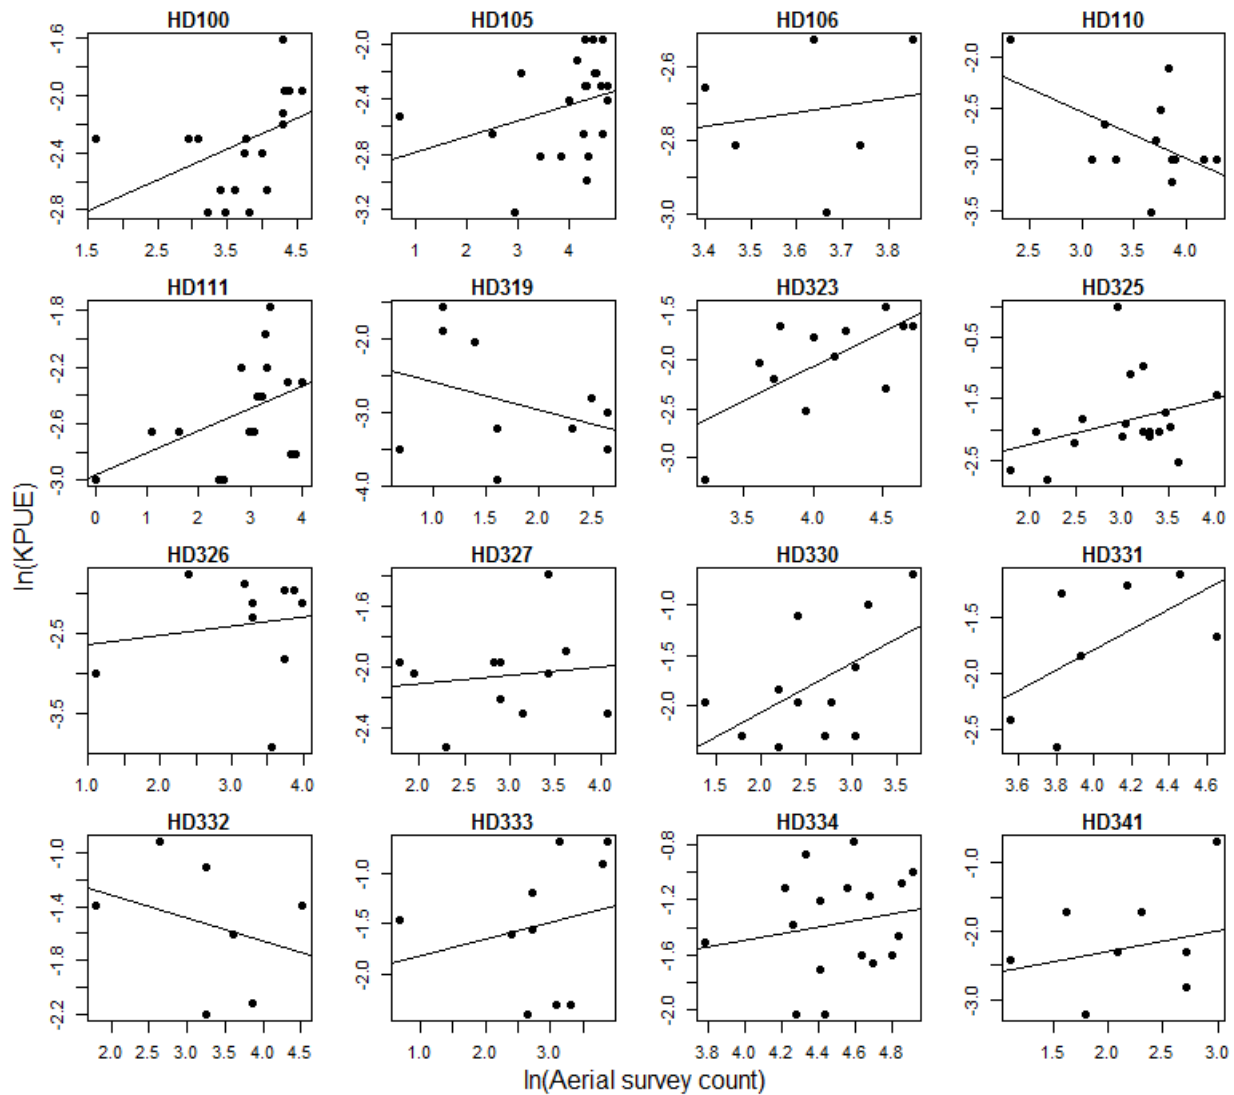 HD100 HD105 HD106 HD110
-1.6 -2.0 -2.4 -2.8
1.5 2.5 3.5 4.5
-2.0 -2.4 -2.8 -3.2
1 2 3 4
-2.6 -2.8 -3.0
3.4 3.5 3.6 3.7 3.8
-2.0 -2.5 -3.0 -3.5
3.0 3.5 4.0
HD111 HD319 HD323 HD325
-1.8 -2.2 -2.6 -3.0
0 1 2 3 4
-2.0 -3.0 -4.0
1.0 1.5 2.0 2.5
-1.5 -2.0 -2.5 -3.0
3.5 4.0 4.5
-0.5 -1.5 -2.5
2.0 2.5 3.0 3.5 4.0
ln(KPUE)
HD326 HD327 HD330 HD331
-2.5 -3.5
1.0 2.0 3.0 4.0
-1.6 -2.0 -2.4
2.0 2.5 3.0 3.5 4.0
-1.0 -1.5 -2.0
1.5 2.0 2.5 3.0 3.5
-1.5 -2.0 -2.5
3.6 3.8 4.0 4.2 4.4 4.6
HD332 HD333 HD334 HD341
-1.0 -1.4 -1.8 -2.2
2.0 2.5 3.0 3.5 4.0 4.5
-1.0 -1.5 -2.0
1.0 2.0 3.0
-0.8 -1.2 -1.6 -2.0
3.8 4.0 4.2 4.4 4.6 4.8
-1.0 -2.0 -3.0
1.5 2.0 2.5 3.0
ln(Aerial survey count)